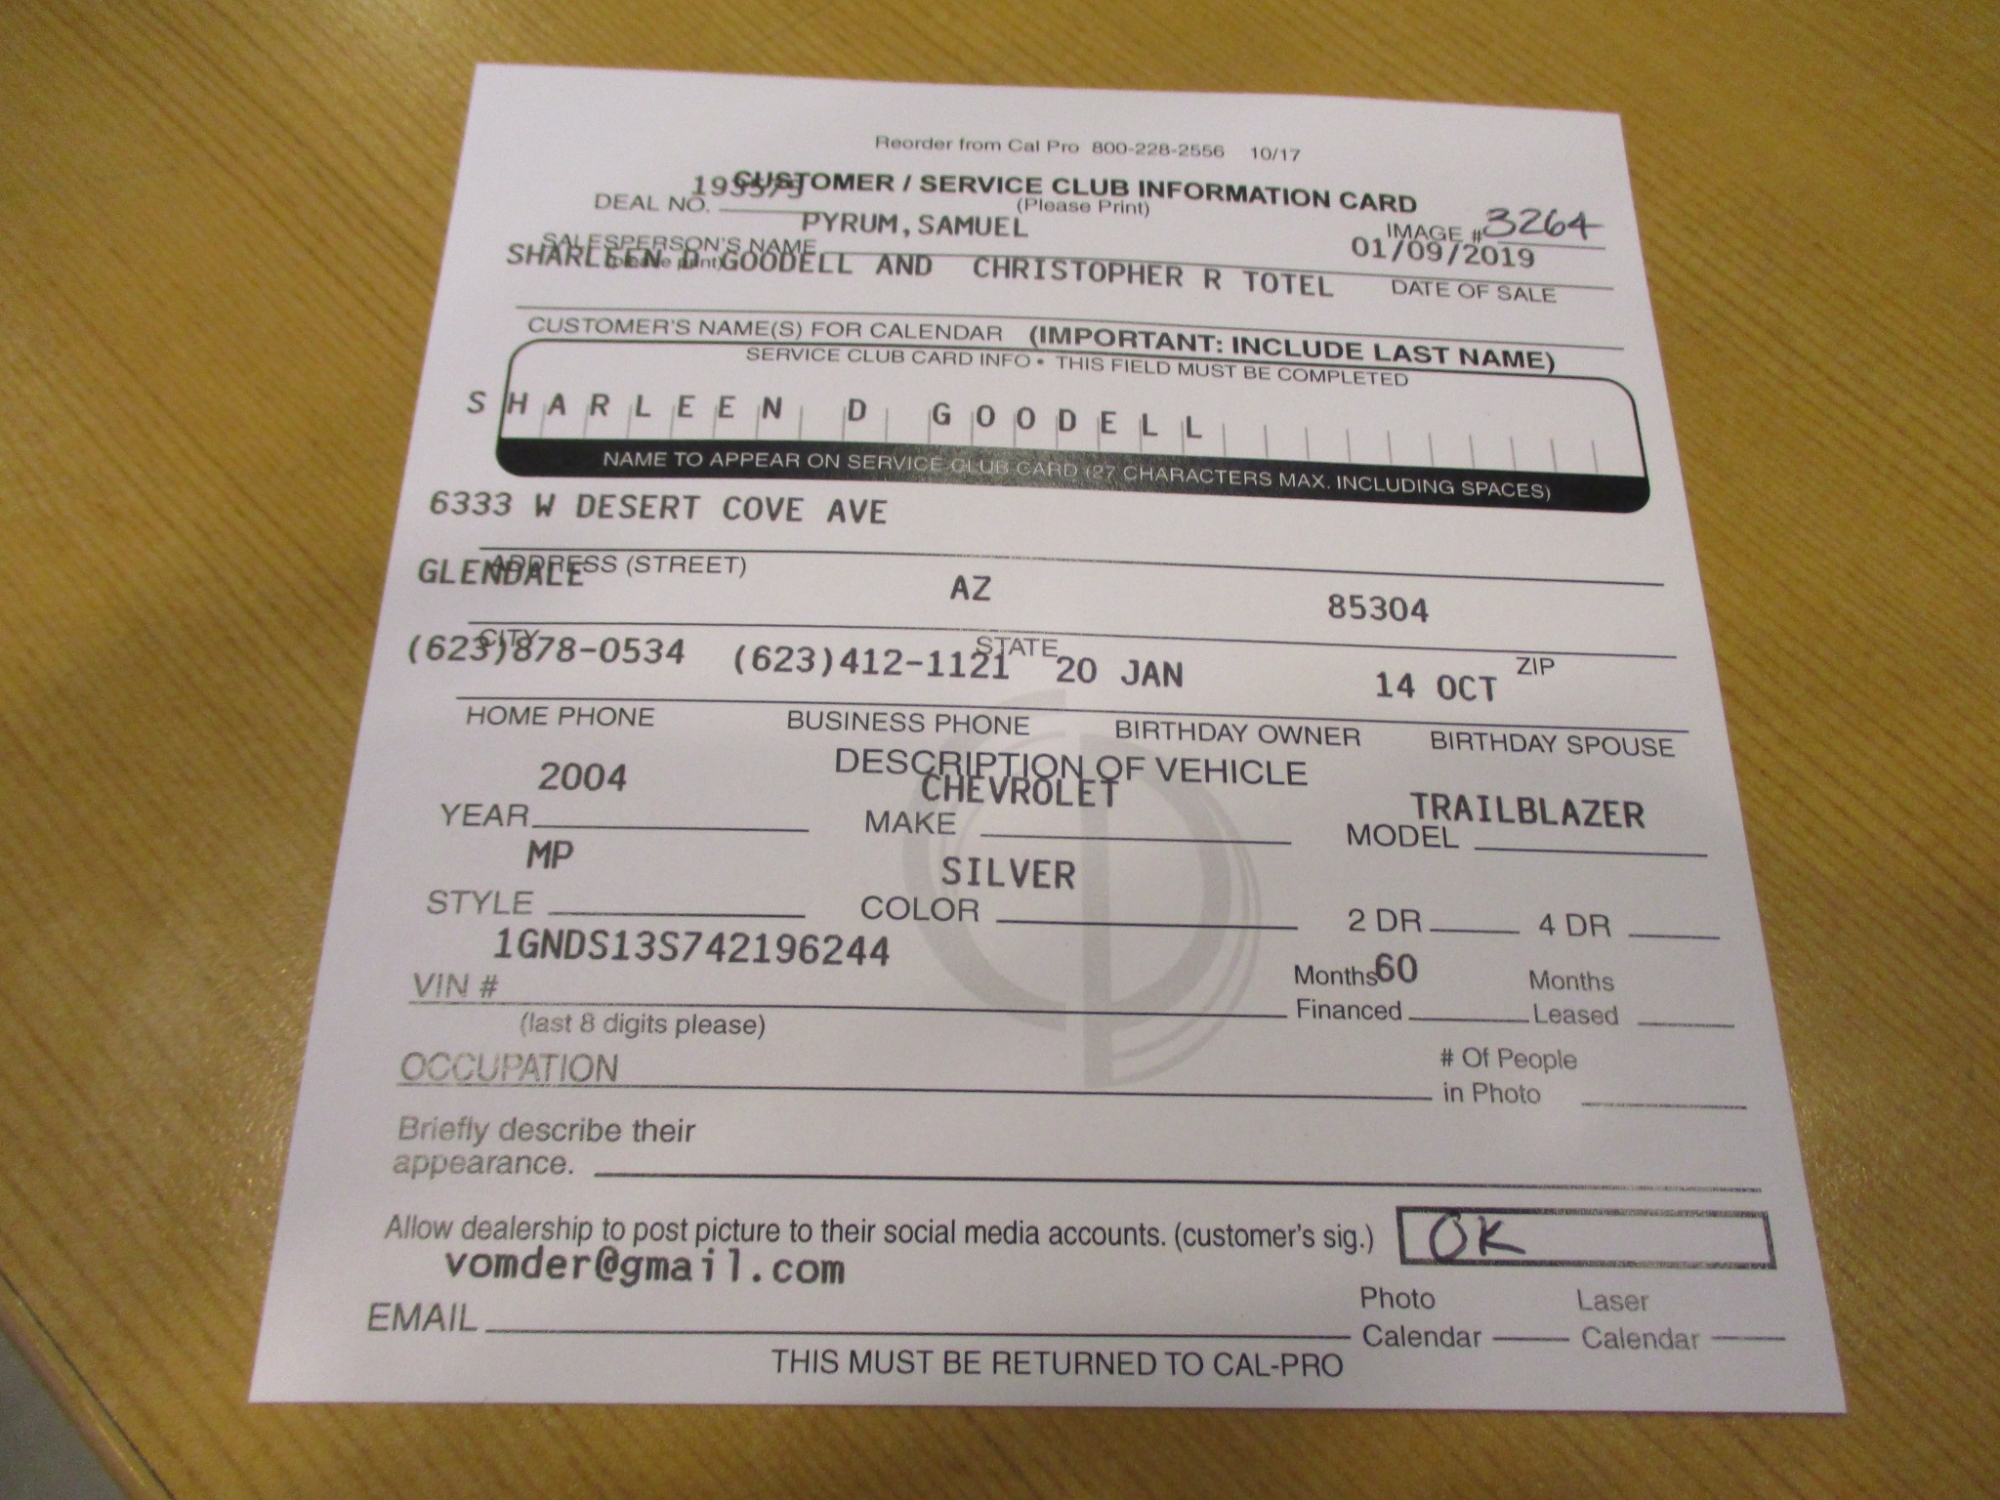 Reorder from Cal Pro 800-228-2556 10/17
CUSTOMER / SERVICE CLUB INFORMATION CARD
(Please Print)
DEAL NO.
PYRUM, SAMUEL
IMAGE # 3264
SALESPERSON'S NAME
(please print)
01/09/2019
SHARLEEN D GOODELL AND CHRISTOPHER R TOTEL
DATE OF SALE
CUSTOMER'S NAME(S) FOR CALENDAR (IMPORTANT: INCLUDE LAST NAME)
SERVICE CLUB CARD INFO • THIS FIELD MUST BE COMPLETED
SHARLEEN D GOODELL
NAME TO APPEAR ON SERVICE CLUB CARD (27 CHARACTERS MAX. INCLUDING SPACES)
6333 W DESERT COVE AVE
ADDRESS (STREET)
GLENDALE AZ 85304
CITY STATE ZIP
(623)878-0534 (623)412-1121 20 JAN 14 OCT
HOME PHONE BUSINESS PHONE BIRTHDAY OWNER BIRTHDAY SPOUSE
DESCRIPTION OF VEHICLE
2004 CHEVROLET TRAILBLAZER
YEAR MAKE MODEL
MP SILVER
STYLE COLOR 2 DR 4 DR
1GNDS13S742196244
VIN # Months 60 Months
Financed Leased
(last 8 digits please)
OCCUPATION # Of People
in Photo
Briefly describe their
appearance.
Allow dealership to post picture to their social media accounts. (customer's sig.) OK
vomder@gmail.com
EMAIL Photo Laser
Calendar Calendar
THIS MUST BE RETURNED TO CAL-PRO